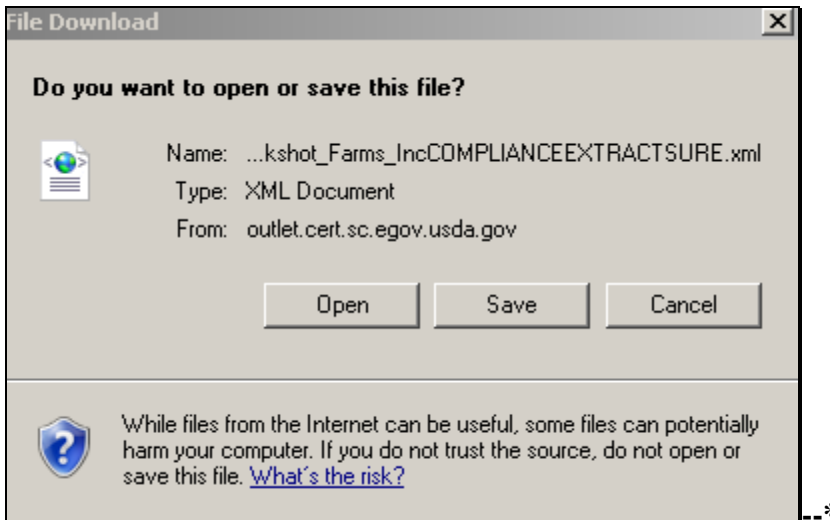 File Download
Do you want to open or save this file?
Name: ...kshot_Farms_IncCOMPLIANCEEXTRACTSURE.xml
Type: XML Document
From: outlet.cert.sc.egov.usda.gov
Open Save Cancel
While files from the Internet can be useful, some files can potentially
harm your computer. If you do not trust the source, do not open or
save this file. What's the risk?
--*